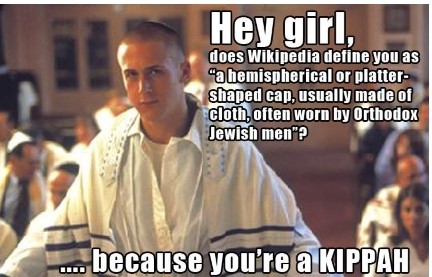 Hey girl,
does Wikipedia define you as
"a hemispherical or platter-
shaped cap, usually made of
Cloth, often worn by Orthodox
Jewish men"?
.... because you're a KIPPAH